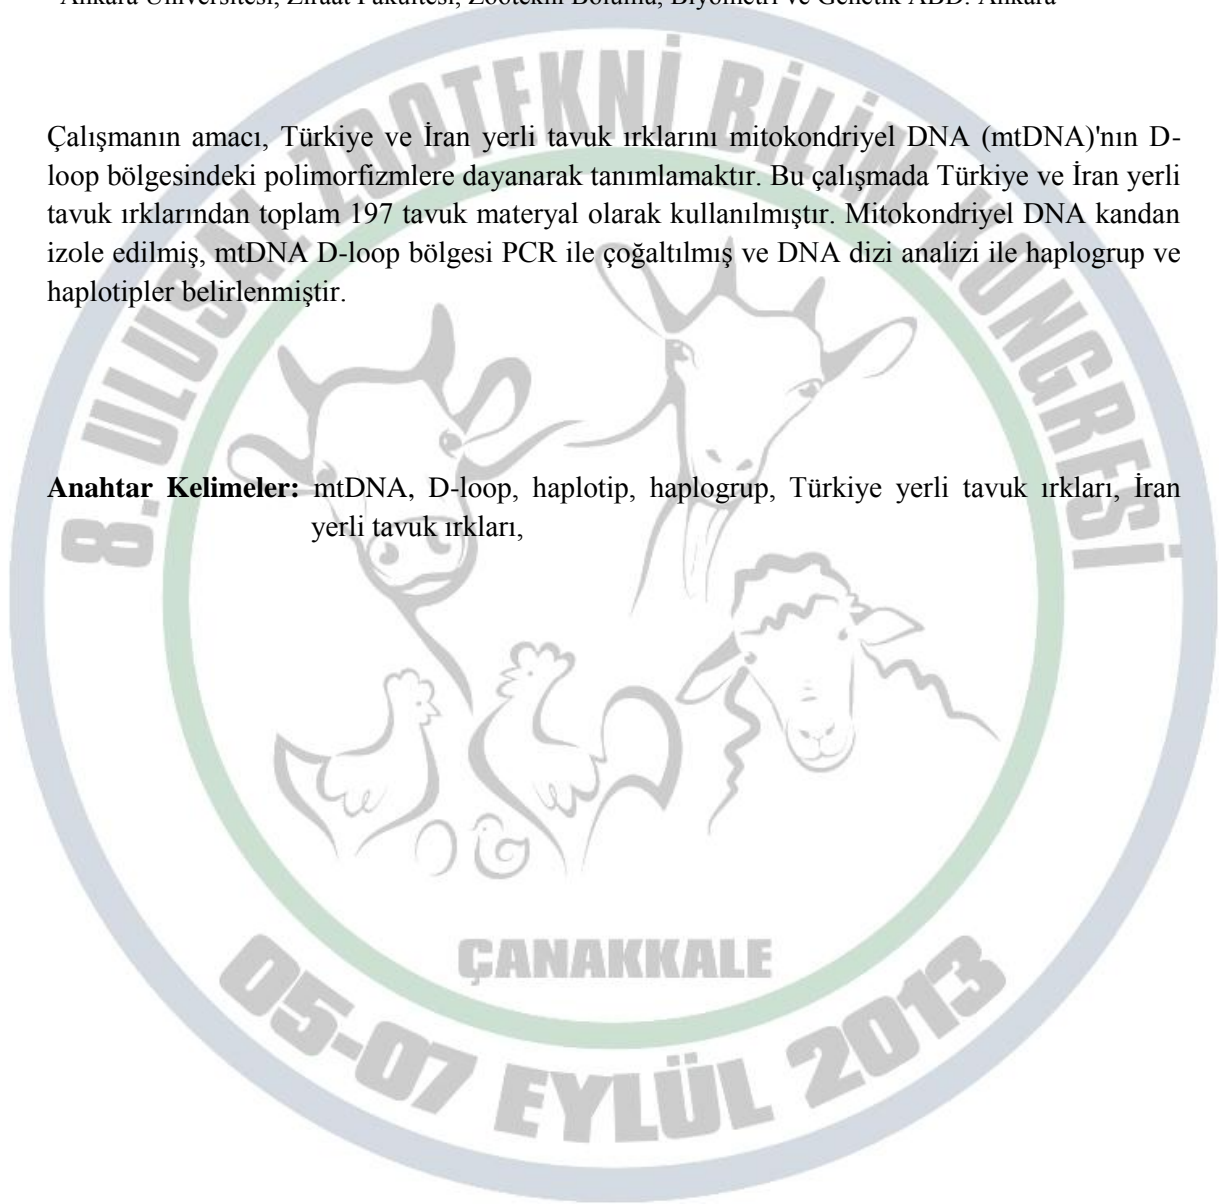 Ankara Üniversitesi, Ziraat Fakültesi, Zootekni Bölümü, Biyometri ve Genetik ABD. Ankara
8. ULUSAL ZOOTEKNİ BİLİM KONGRESİ
Çalışmanın amacı, Türkiye ve İran yerli tavuk ırklarını mitokondriyel DNA (mtDNA)'nın D-
loop bölgesindeki polimorfizmlere dayanarak tanımlamaktır. Bu çalışmada Türkiye ve İran yerli
tavuk ırklarından toplam 197 tavuk materyal olarak kullanılmıştır. Mitokondriyel DNA kandan
izole edilmiş, mtDNA D-loop bölgesi PCR ile çoğaltılmış ve DNA dizi analizi ile haplogrup ve
haplotipler belirlenmiştir.
Anahtar Kelimeler: mtDNA, D-loop, haplotip, haplogrup, Türkiye yerli tavuk ırkları, İran
yerli tavuk ırkları,
ÇANAKKALE
05-07 EYLÜL 2013